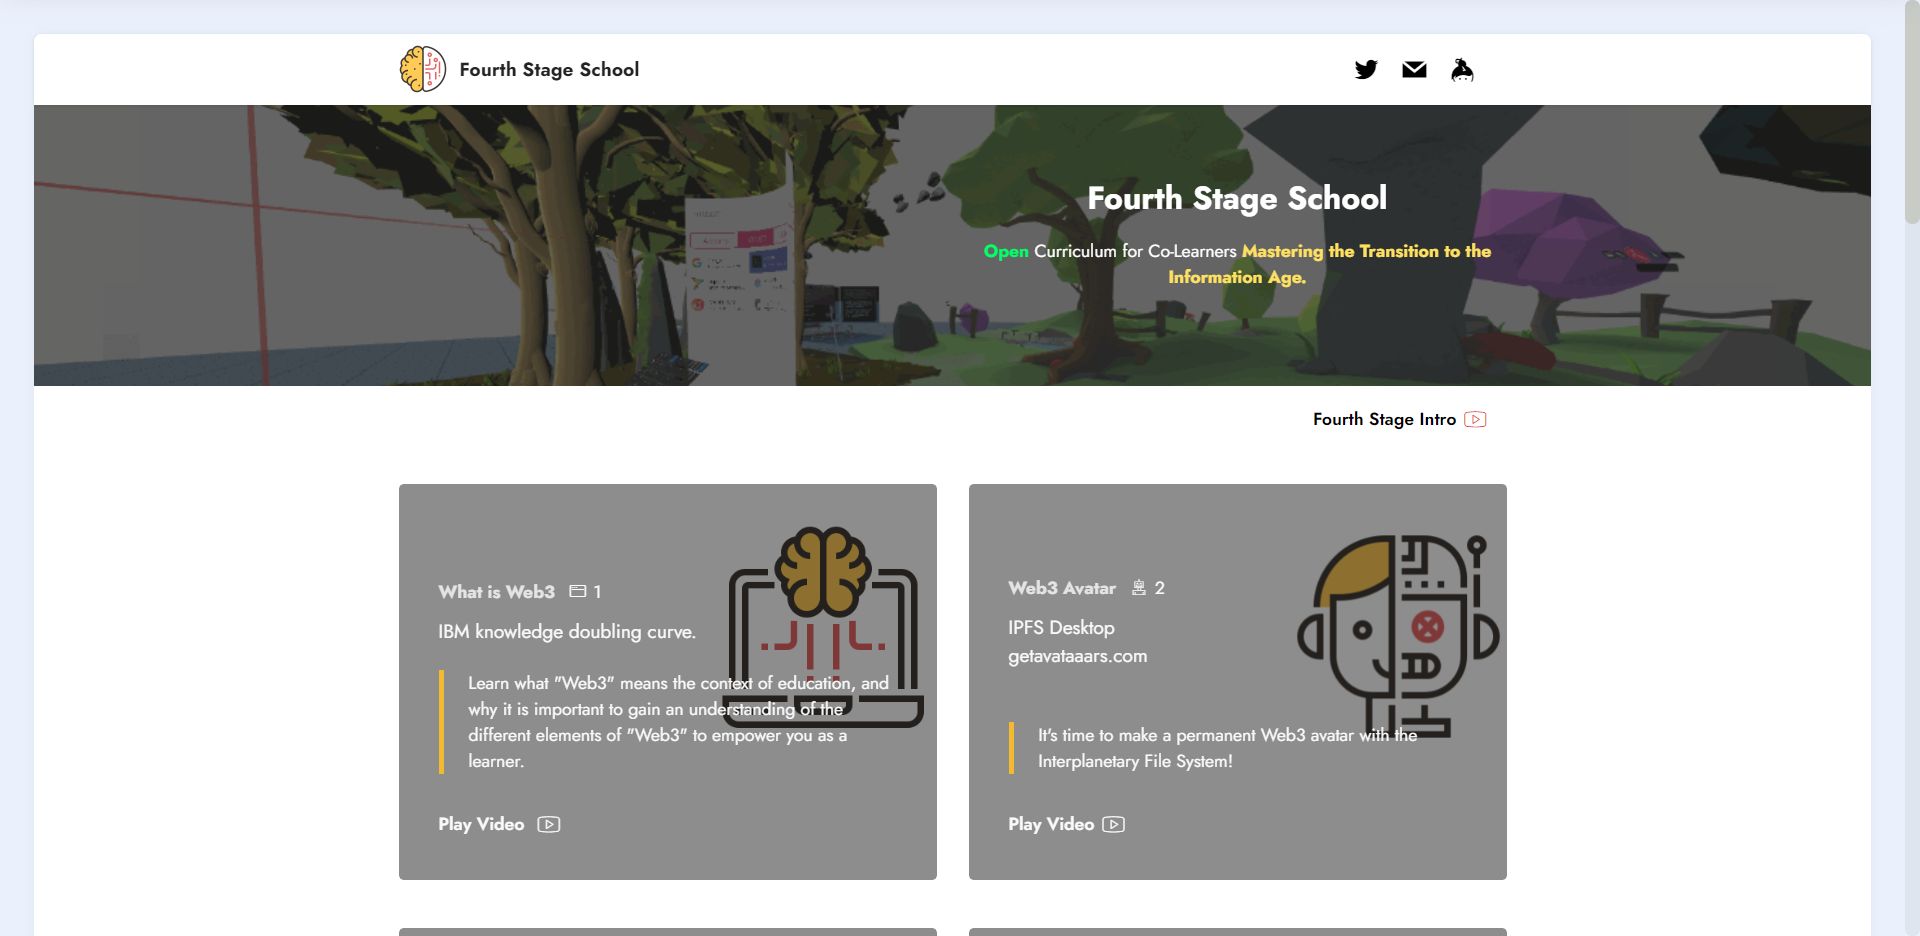 Fourth Stage School
Fourth Stage School
Open Curriculum for Co-Learners Mastering the Transition to the
Information Age.
Fourth Stage Intro
What is Web3 1
IBM knowledge doubling curve.
Learn what "Web3" means the context of education, and
why it is important to gain an understanding of the
different elements of "Web3" to empower you as a
learner.
Play Video
Web3 Avatar 2
IPFS Desktop
getavataaars.com
It's time to make a permanent Web3 avatar with the
Interplanetary File System!
Play Video